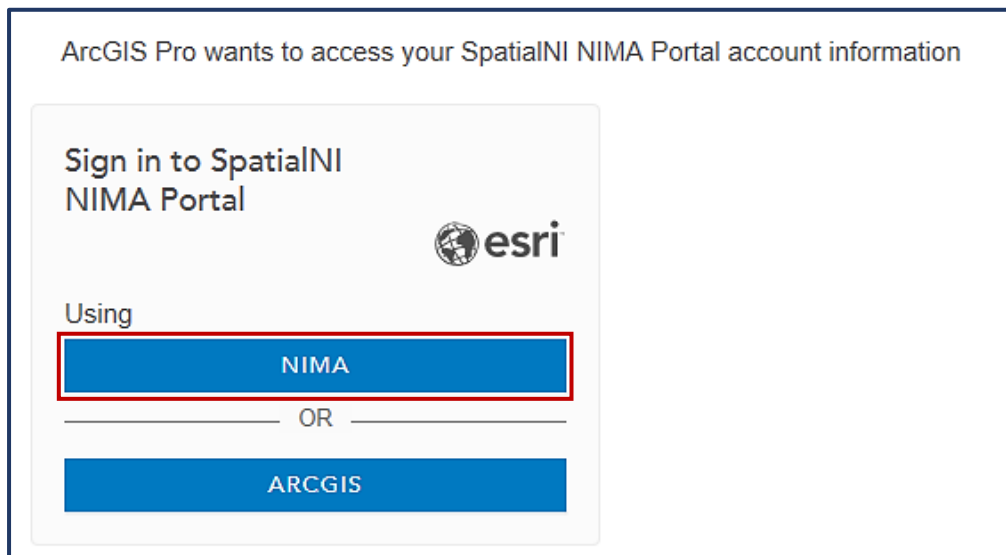 ArcGIS Pro wants to access your SpatialNI NIMA Portal account information
Sign in to SpatialNI
NIMA Portal
esri
Using
NIMA
OR
ARCGIS